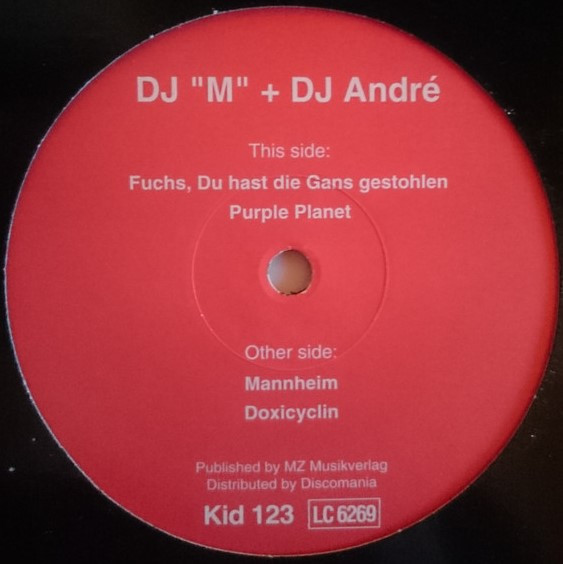 DJ "M" + DJ André
This side:
Fuchs, Du hast die Gans gestohlen
Purple Planet
Other side:
Mannheim
Doxicyclin
Published by MZ Musikverlag
Distributed by Discomania
Kid 123 LC 6269